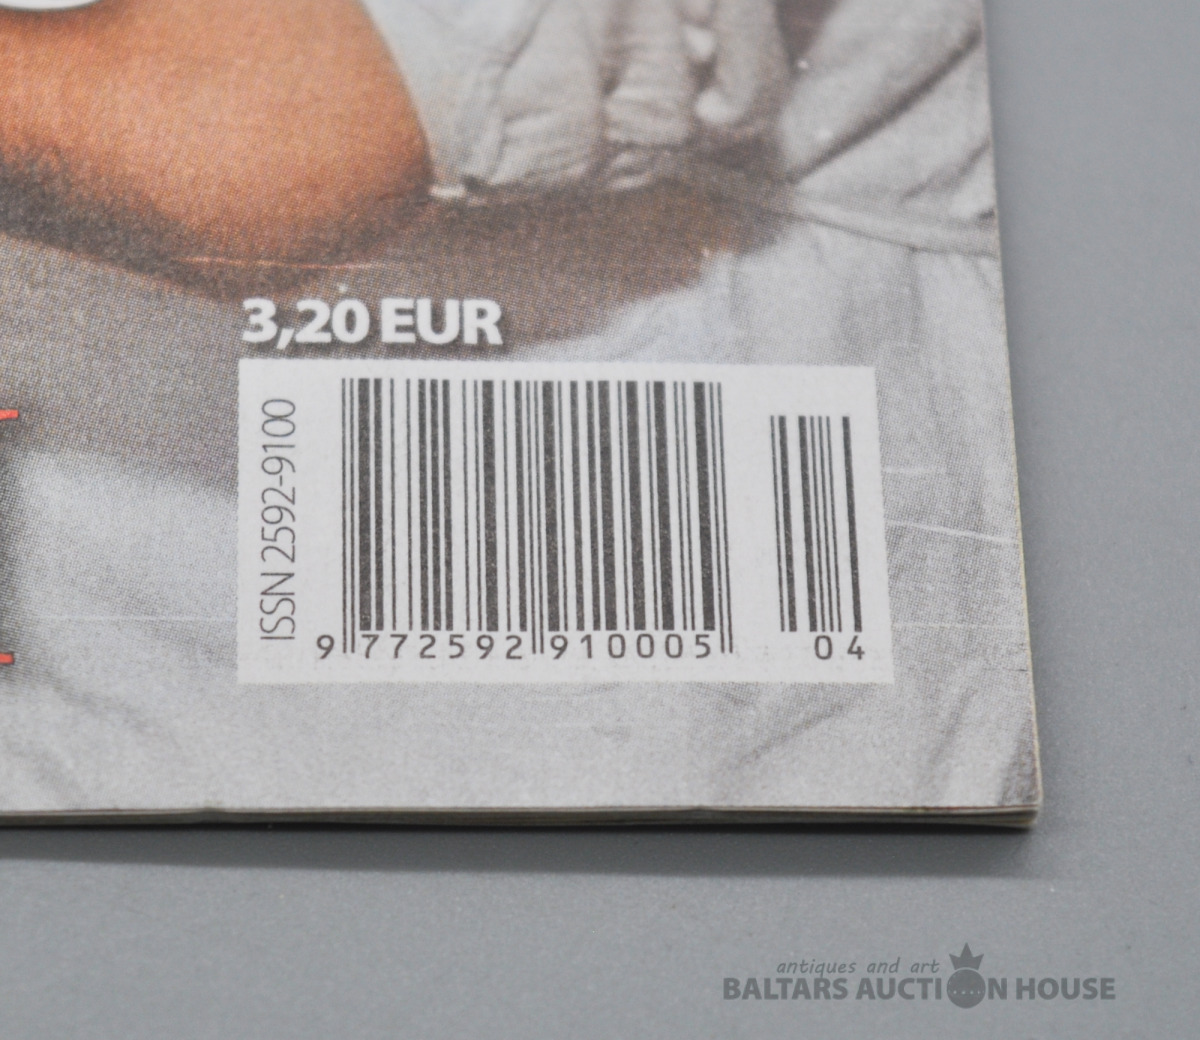 3,20 EUR
ISSN 2592-9100
9 772592 910005
04
antiques and art
BALTARS AUCTION HOUSE